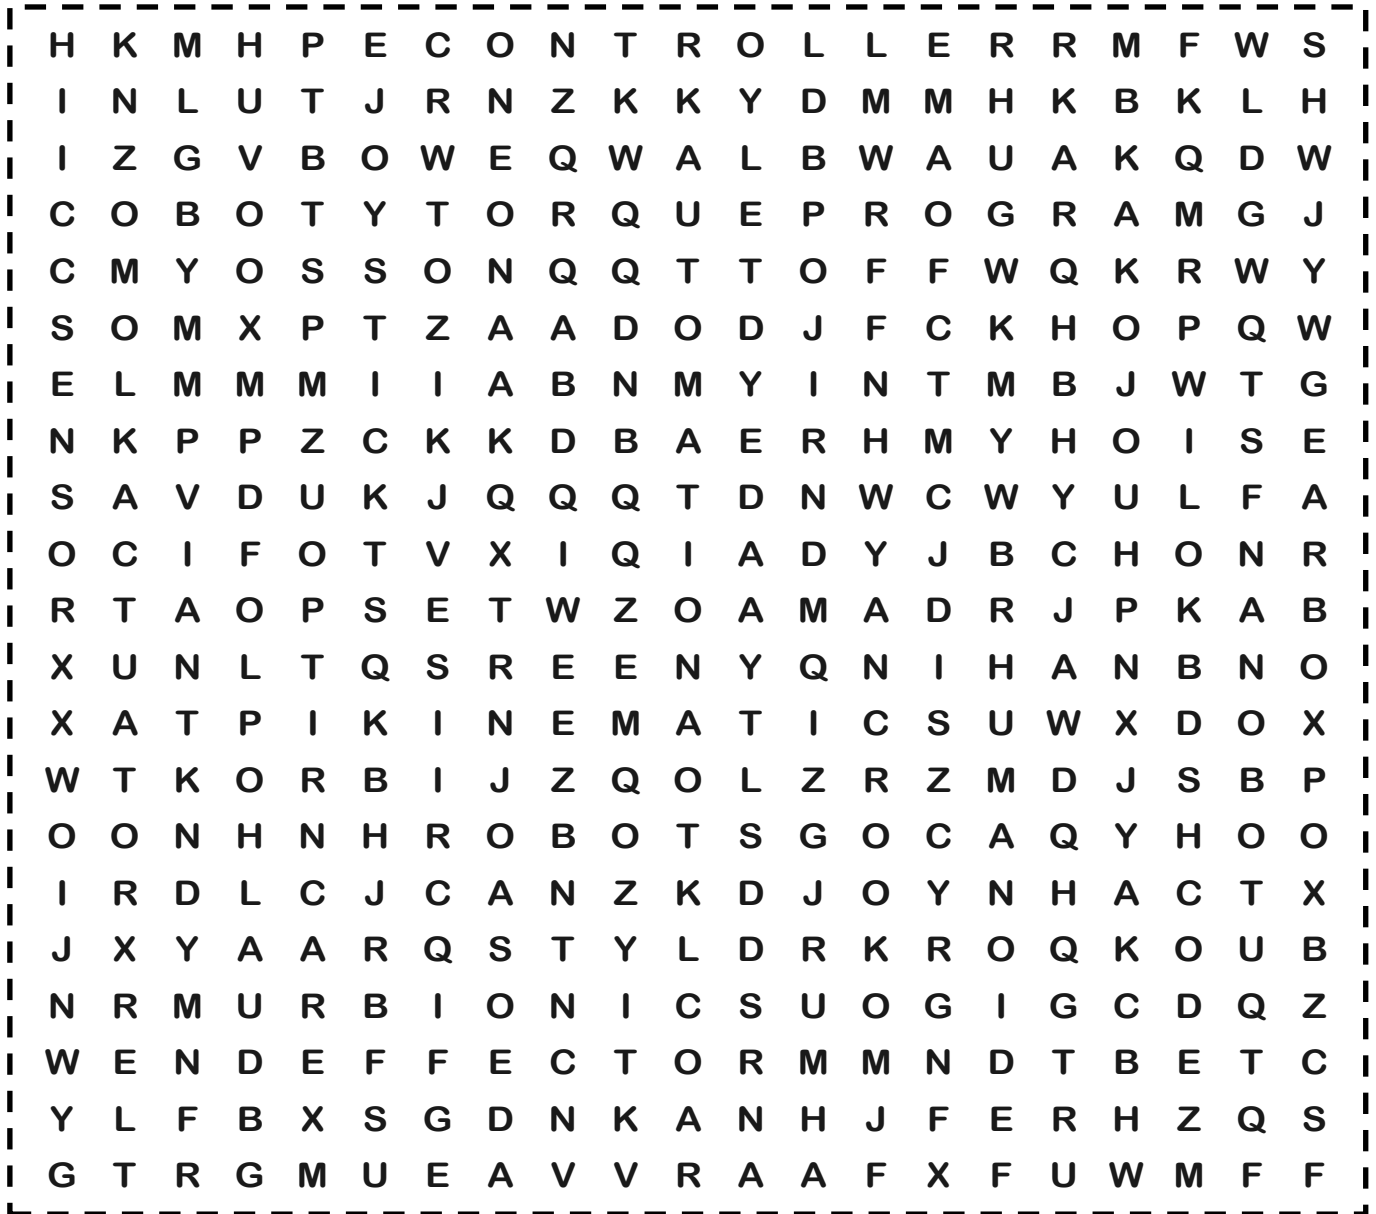 H K M H P E C O N T R O L L E R R M F W S
I N L U T J R N Z K K Y D M M H K B K L H
I Z G V B O W E Q W A L B W A U A K Q D W
C O B O T Y T O R Q U E P R O G R A M G J
C M Y O S S O N Q Q T T O F F W Q K R W Y
S O M X P T Z A A D O D J F C K H O P Q W
E L M M M I I A B N M Y I N T M B J W T G
N K P P Z C K K D B A E R H M Y H O I S E
S A V D U K J Q Q Q T D N W C W Y U L F A
O C I F O T V X I Q I A D Y J B C H O N R
R T A O P S E T W Z O A M A D R J P K A B
X U N L T Q S R E E N Y Q N I H A N B N O
X A T P I K I N E M A T I C S U W X D O X
W T K O R B I J Z Q O L Z R Z M D J S B P
O O N H N H R O B O T S G O C A Q Y H O O
I R D L C J C A N Z K D J O Y N H A C T X
J X Y A A R Q S T Y L D R K R O Q K O U B
N R M U R B I O N I C S U O G I G C D Q Z
W E N D E F F E C T O R M M N D T B E T C
Y L F B X S G D N K A N H J F E R H Z Q S
G T R G M U E A V V R A A F X F U W M F F